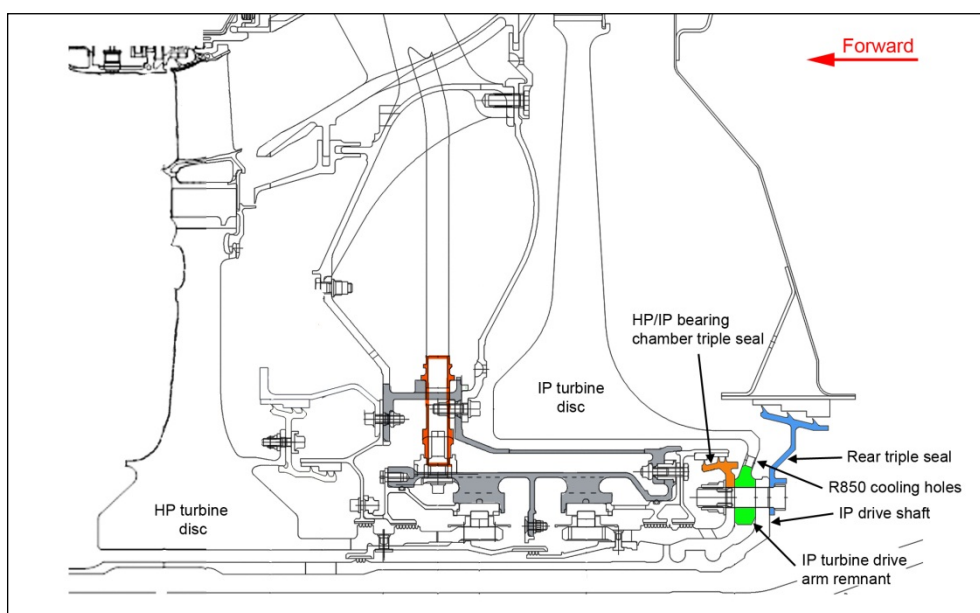 Forward
HP/IP bearing
chamber triple seal
IP turbine
disc
Rear triple seal
R850 cooling holes
HP turbine
disc
IP drive shaft
IP turbine drive
arm remnant